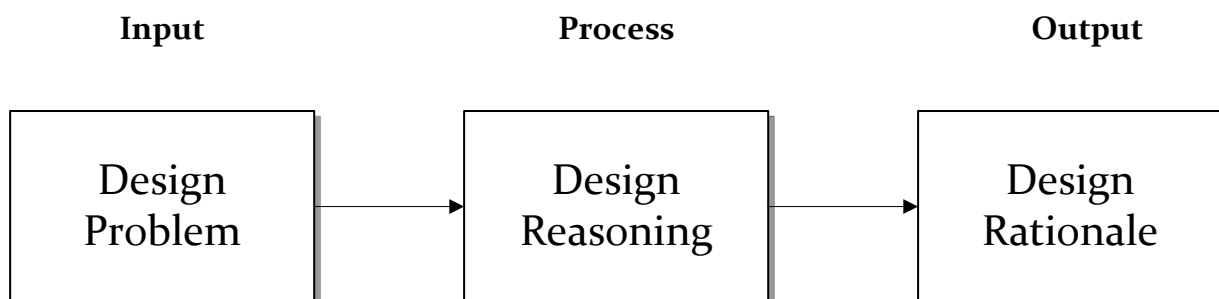 Input Process Output
Design Problem
Design Reasoning
Design Rationale